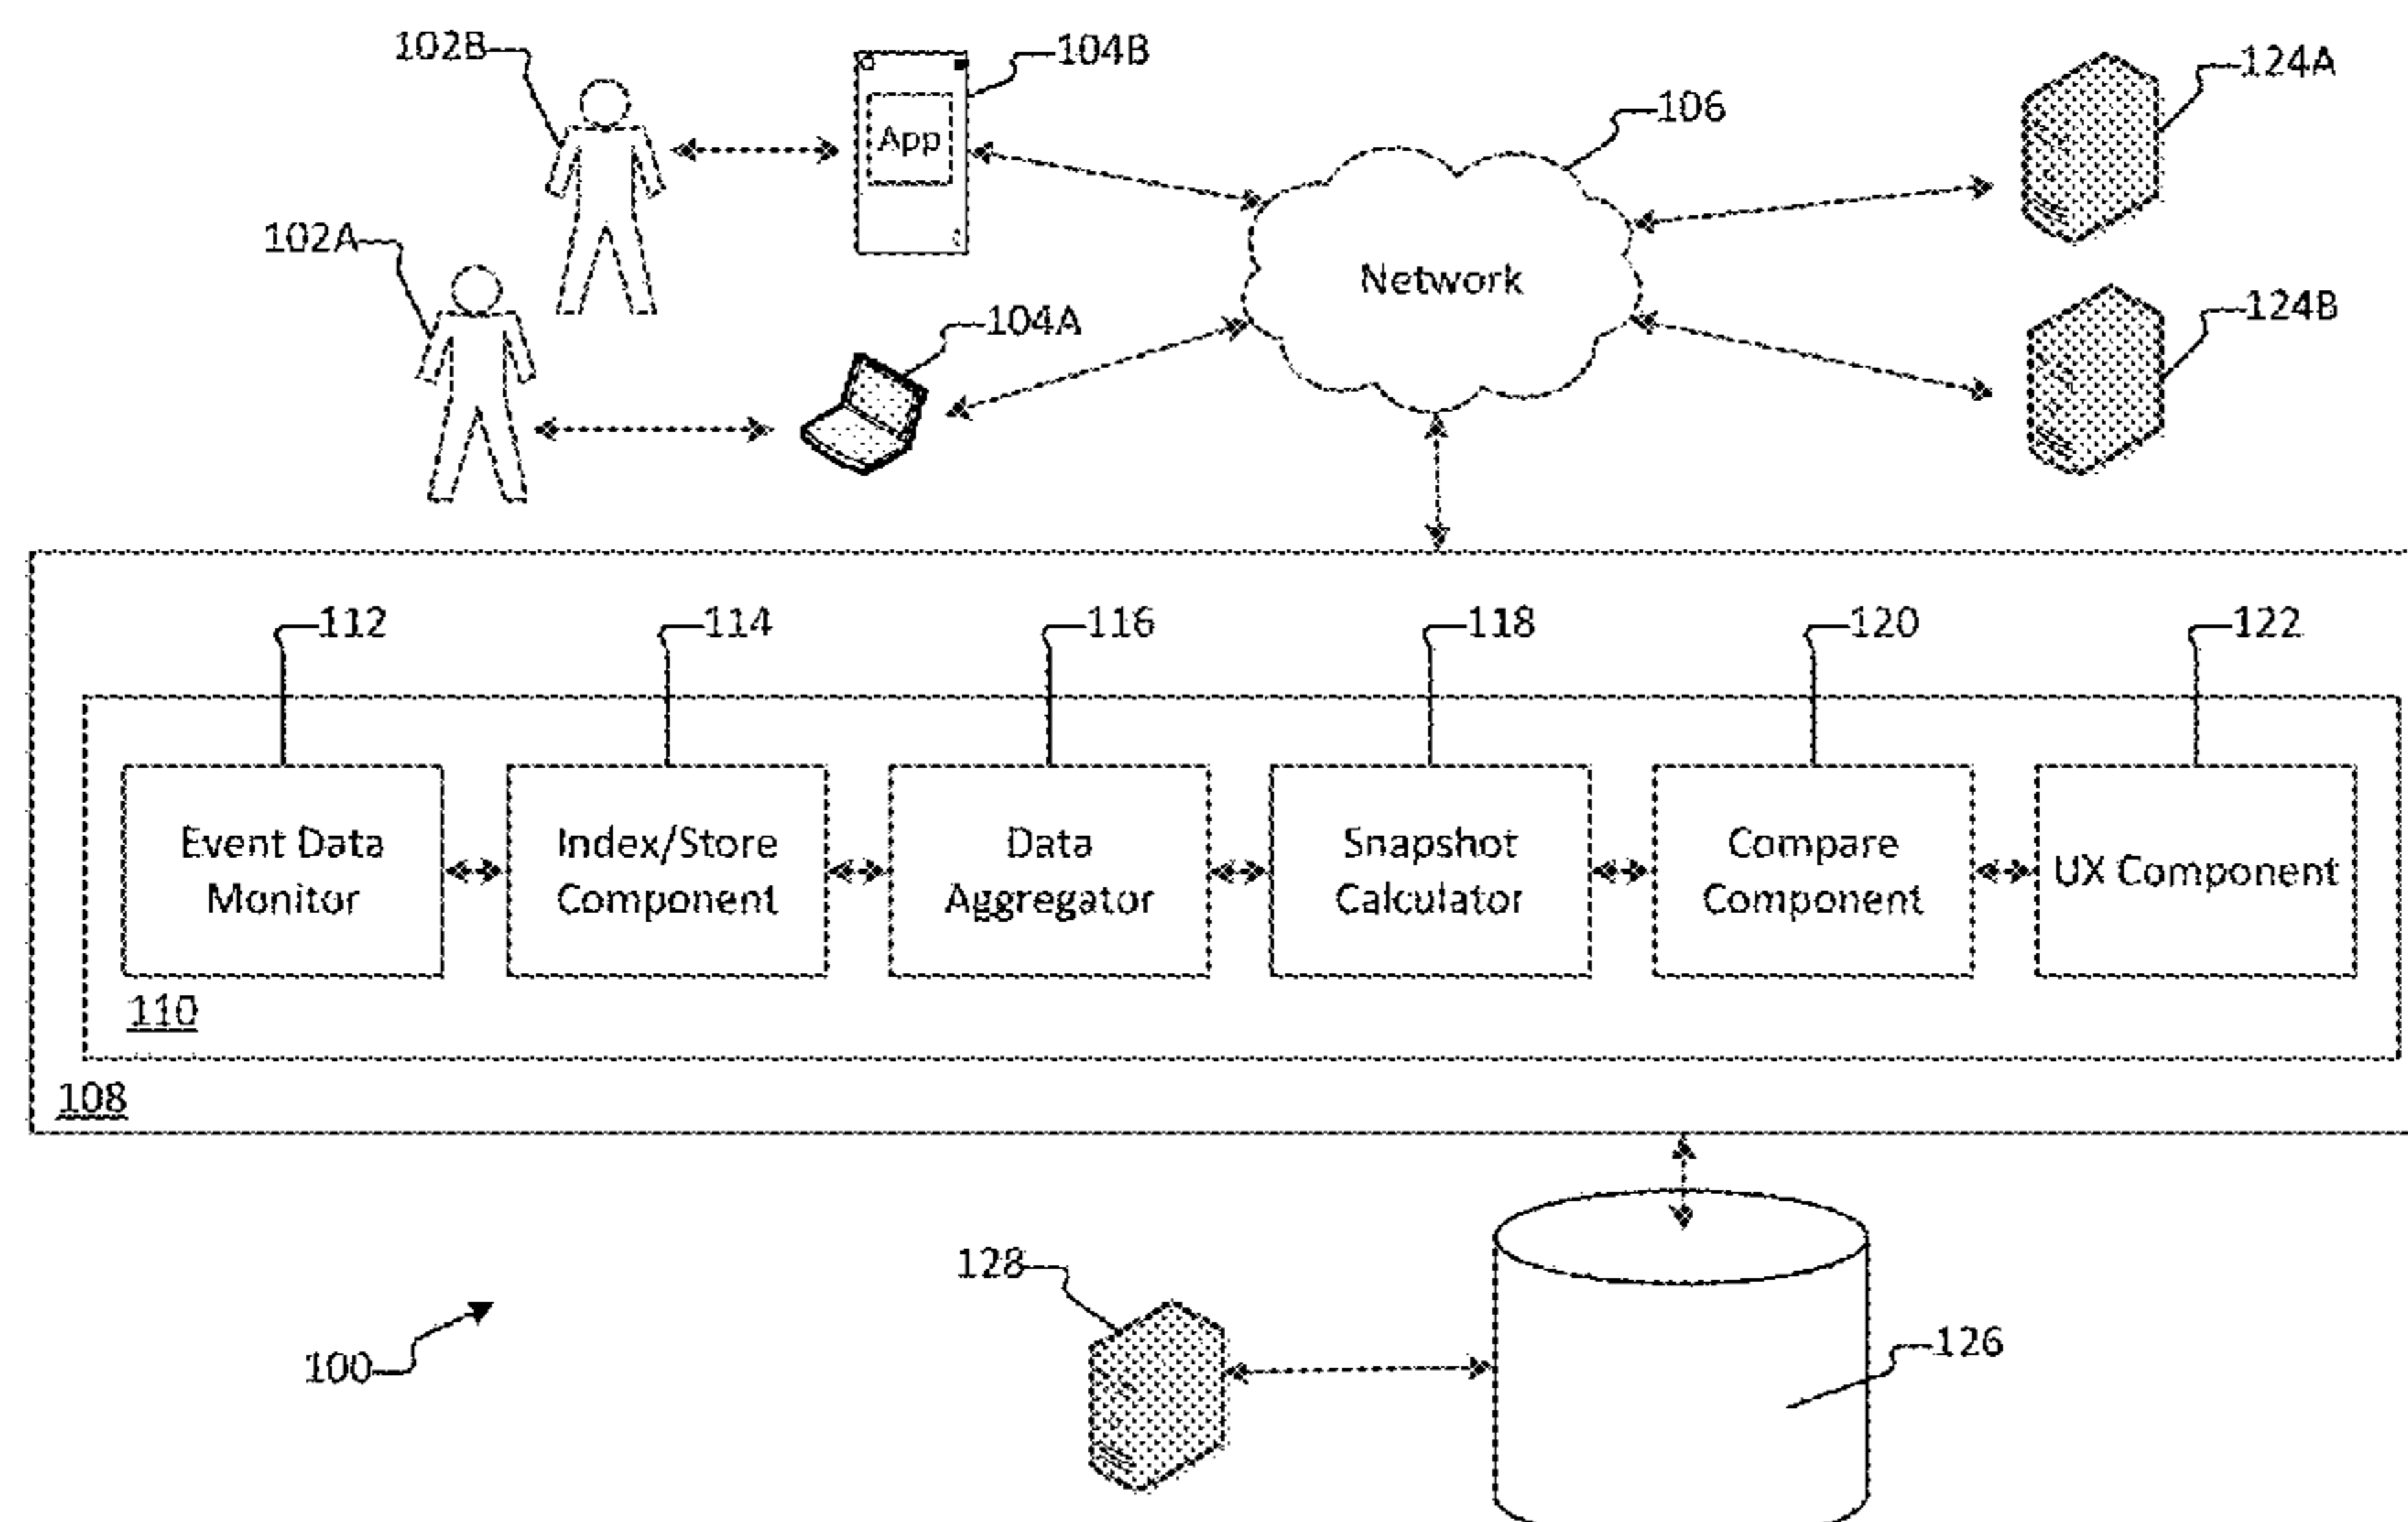 102B
104B
124A
106
App
102A
Network
104A
124B
112
114
116
118
120
122
Event Data
Monitor
Index/Store
Component
Data
Aggregator
Snapshot
Calculator
Compare
Component
UX Component
110
108
128
100
126